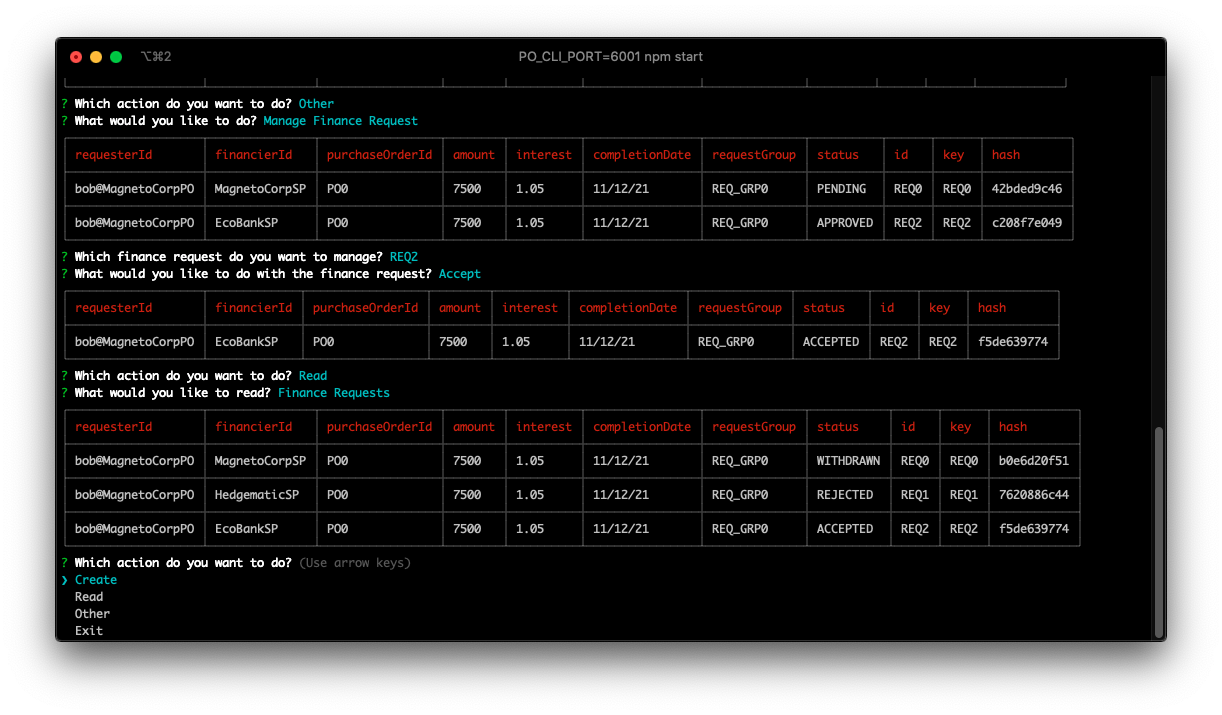 ⌥⌘2 PO_CLI_PORT=6001 npm start
? Which action do you want to do? Other
? What would you like to do? Manage Finance Request
requesterId financierId purchaseOrderId amount interest completionDate requestGroup status id key hash
bob@MagnetoCorpPO MagnetoCorpSP PO0 7500 1.05 11/12/21 REQ_GRP0 PENDING REQ0 REQ0 42bded9c46
bob@MagnetoCorpPO EcoBankSP PO0 7500 1.05 11/12/21 REQ_GRP0 APPROVED REQ2 REQ2 c208f7e049
? Which finance request do you want to manage? REQ2
? What would you like to do with the finance request? Accept
requesterId financierId purchaseOrderId amount interest completionDate requestGroup status id key hash
bob@MagnetoCorpPO EcoBankSP PO0 7500 1.05 11/12/21 REQ_GRP0 ACCEPTED REQ2 REQ2 f5de639774
? Which action do you want to do? Read
? What would you like to read? Finance Requests
requesterId financierId purchaseOrderId amount interest completionDate requestGroup status id key hash
bob@MagnetoCorpPO MagnetoCorpSP PO0 7500 1.05 11/12/21 REQ_GRP0 WITHDRAWN REQ0 REQ0 b0e6d20f51
bob@MagnetoCorpPO HedgematicSP PO0 7500 1.05 11/12/21 REQ_GRP0 REJECTED REQ1 REQ1 7620886c44
bob@MagnetoCorpPO EcoBankSP PO0 7500 1.05 11/12/21 REQ_GRP0 ACCEPTED REQ2 REQ2 f5de639774
? Which action do you want to do? (Use arrow keys)
❯ Create
Read
Other
Exit